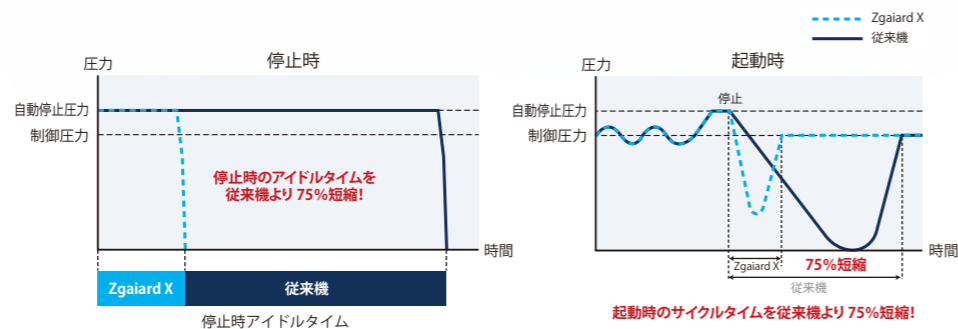 Zgaiard X
従来機
圧力
停止時
自動停止圧力
制御圧力
停止時のアイドルタイムを
従来機より75%短縮!
時間
Zgaiard X
従来機
停止時アイドルタイム
圧力
起動時
停止
自動停止圧力
制御圧力
時間
Zgaiard X
75%短縮
従来機
起動時のサイクルタイムを従来機より75%短縮!